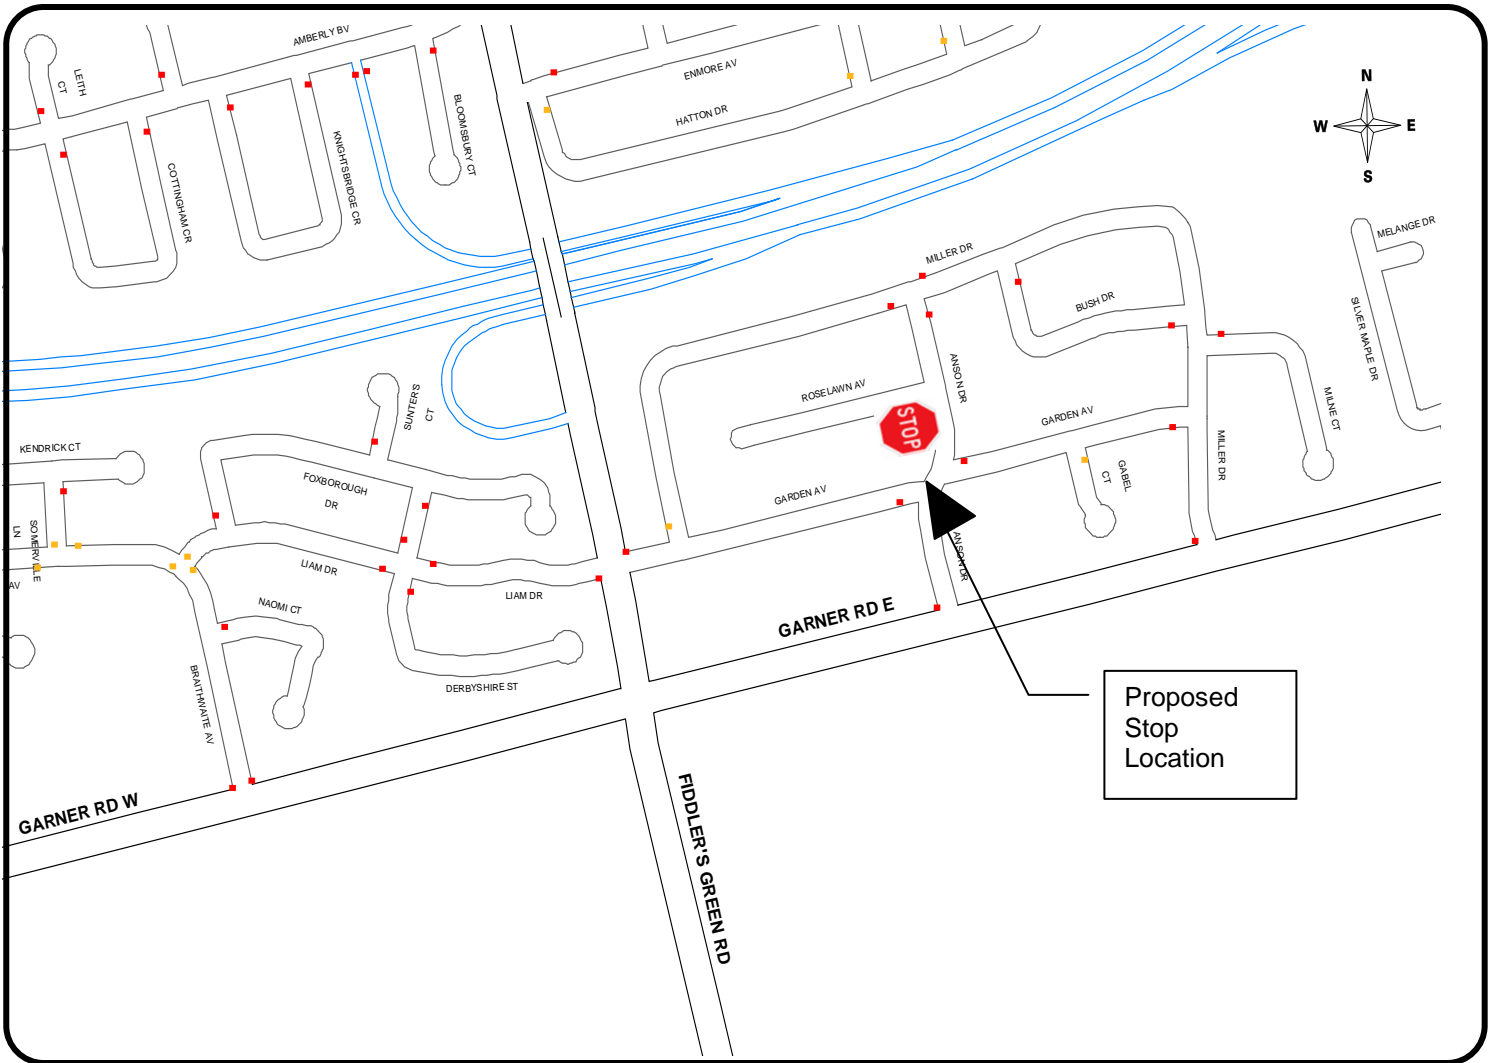 AMBERLY BV
LEITH
CT
ENMORE AV
BLOOMSBURY CT
HATTON DR
KNIGHTSBRIDGE CR
COTTINGHAM CR
N
W
E
S
MELANGE DR
MILLER DR
BUSH DR
SILVER MAPLE DR
ANSON DR
ROSELAWN AV
SUNTERS
CT
STOP
GARDEN AV
MILNE CT
KENDRICK CT
MILLER DR
GABEL
CT
FOXBOROUGH
DR
GARDEN AV
SOMERVILLE
LN
ANSON DR
LIAM DR
AV
LIAM DR
NAOMI CT
GARNER RD E
BRAITHWAITE AV
DERBYSHIRE ST
Proposed
Stop
Location
GARNER RD W
FIDDLER'S GREEN RD